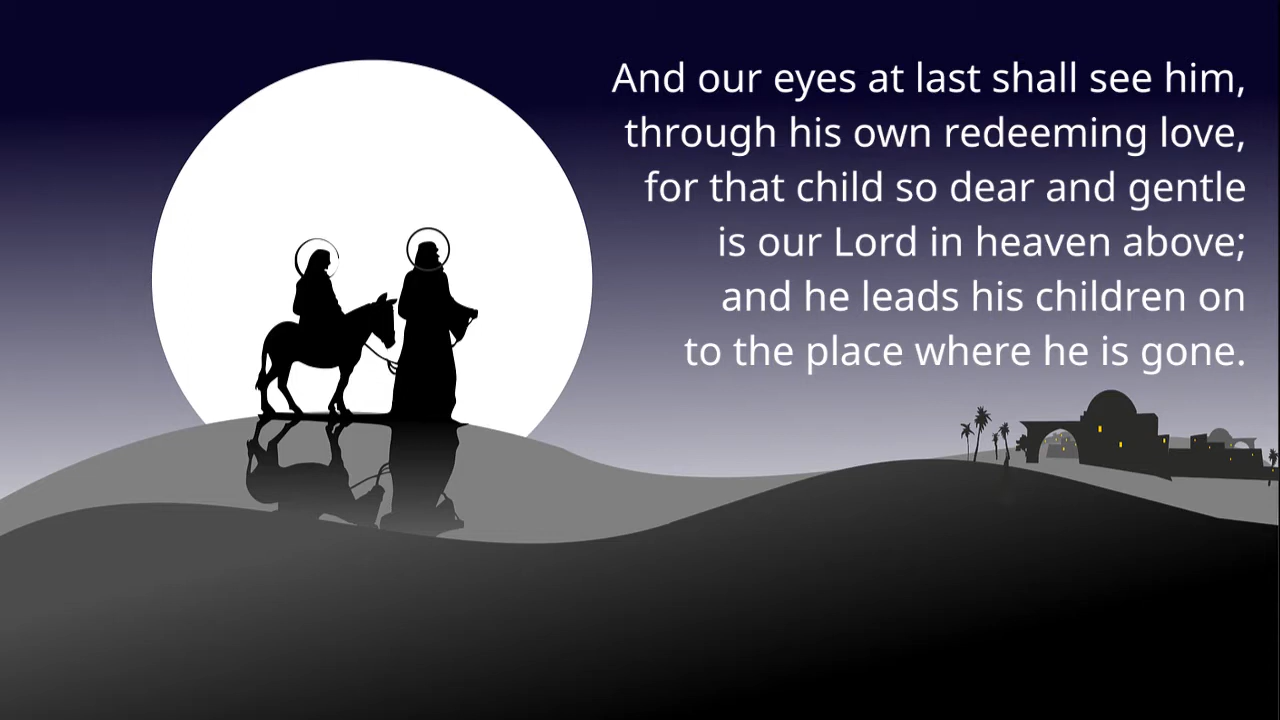 And our eyes at last shall see him,
through his own redeeming love,
for that child so dear and gentle
is our Lord in heaven above;
and he leads his children on
to the place where he is gone.